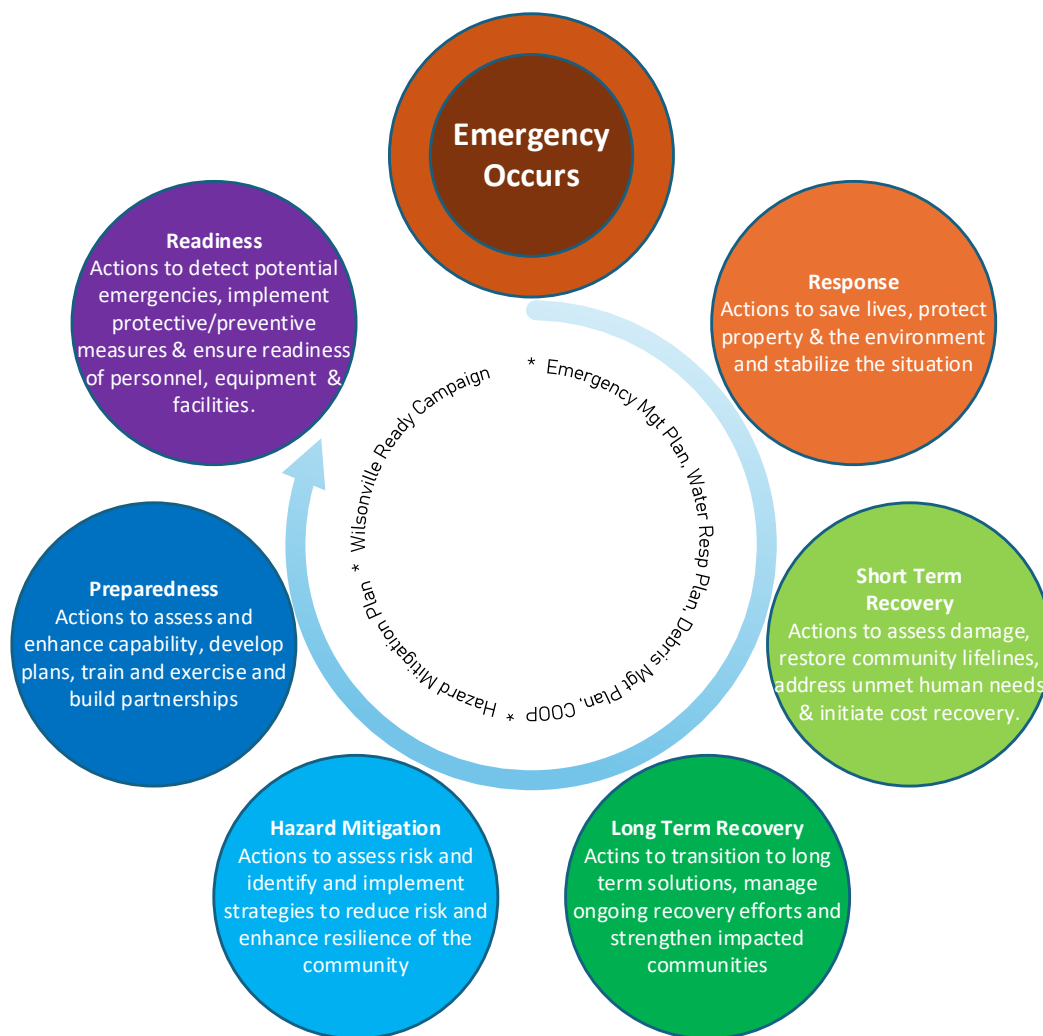 Emergency
Occurs
Response
Actions to save lives, protect
property & the environment
and stabilize the situation
Short Term
Recovery
Actions to assess damage,
restore community lifelines,
address unmet human needs
& initiate cost recovery.
Long Term Recovery
Actins to transition to long
term solutions, manage
ongoing recovery efforts and
strengthen impacted
communities
Hazard Mitigation
Actions to assess risk and
identify and implement
strategies to reduce risk and
enhance resilience of the
community
Preparedness
Actions to assess and
enhance capability, develop
plans, train and exercise and
build partnerships
Readiness
Actions to detect potential
emergencies, implement
protective/preventive
measures & ensure readiness
of personnel, equipment &
facilities.
* Emergency Mgt Plan, Water Resp Plan, Debris Mgt Plan, COOP * Hazard Mitigation Plan * Wilsonville Ready Campaign